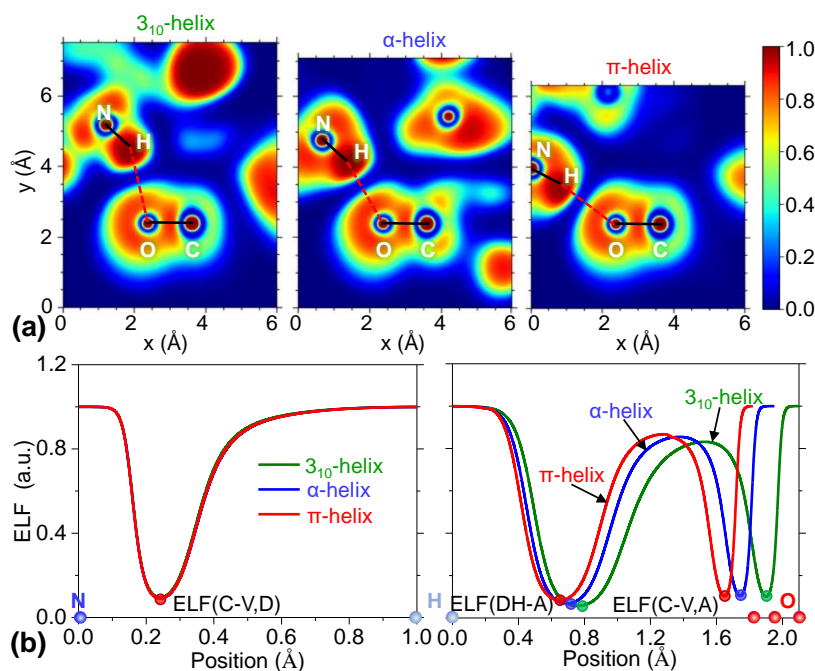 3₁₀-helix
α-helix
π-helix
y (Å)
6
4
2
0
N
H
O
C
N
H
O
C
N
H
O
C
1.0
0.8
0.6
0.4
0.2
0.0
0 2 4 6
0 2 4 6
0 2 4 6
x (Å)
x (Å)
x (Å)
(a)
ELF (a.u.)
1.2
0.8
0.4
0.0
3₁₀-helix
α-helix
π-helix
N
ELF(C-V,D)
H
0.0 0.2 0.4 0.6 0.8 1.0
Position (Å)
α-helix
3₁₀-helix
π-helix
ELF(DH-A)
ELF(C-V,A)
O
0.0 0.4 0.8 1.2 1.6 2.0
Position (Å)
(b)